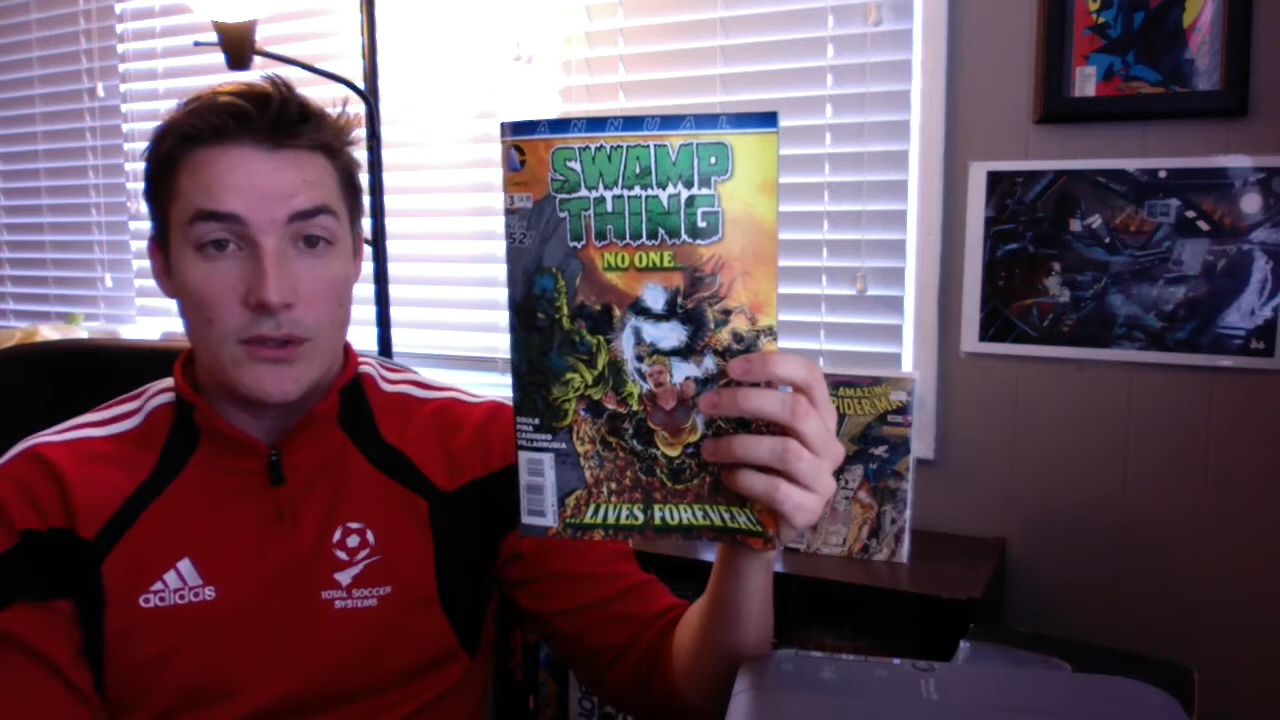 ANNUAL
SWAMP
THING
3
52!
NO ONE...
SOULE
PINA
CARNERO
VILLARRUBIA
...LIVES FOREVER!
AMAZING
SPIDER-MAN
adidas
TOTAL SOCCER
SYSTEMS